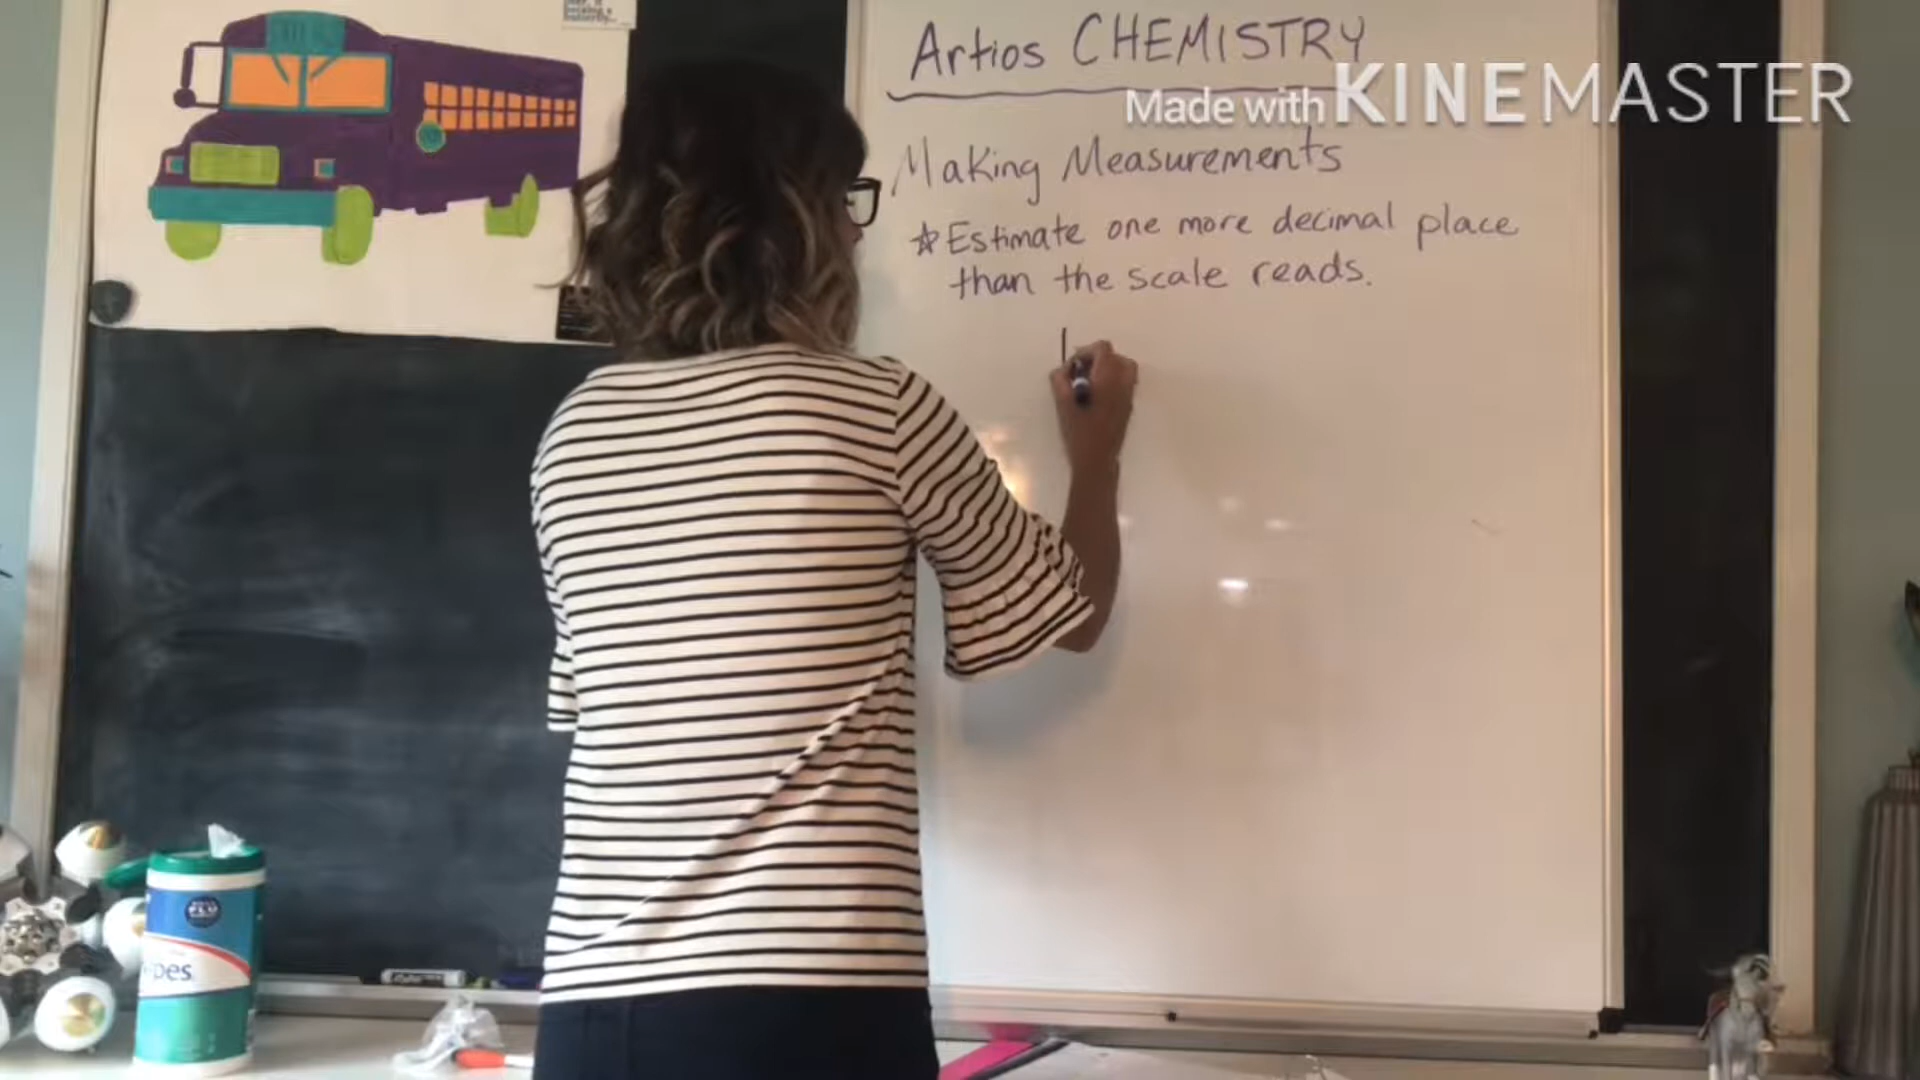 Artios CHEMISTRY
Made with KINEMASTER
Making Measurements
☆Estimate one more decimal place
than the scale reads.